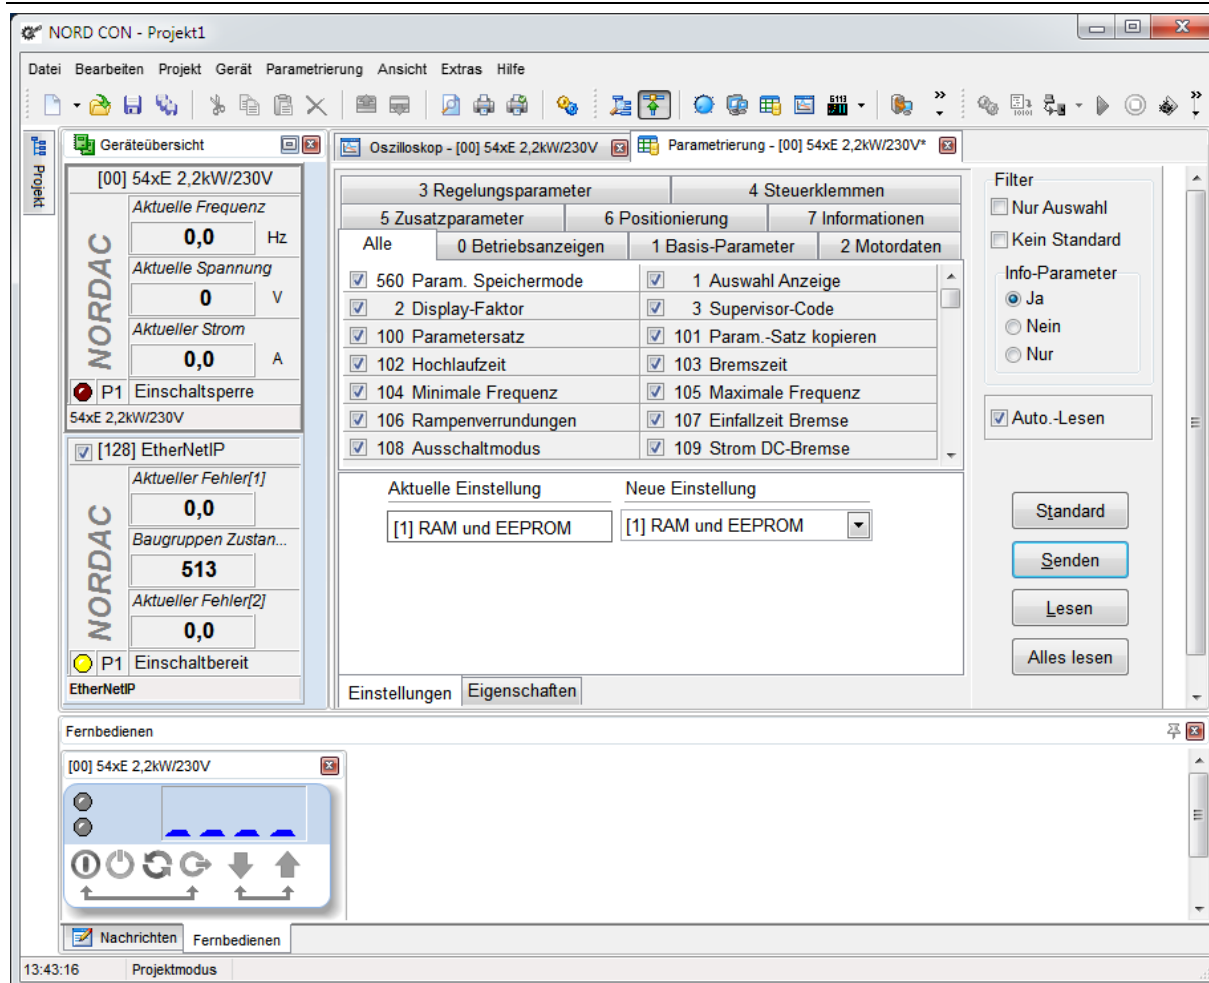 NORD CON - Projekt1
Datei Bearbeiten Projekt Gerät Parametrierung Ansicht Extras Hilfe
Projekt
Geräteübersicht
[00] 54xE 2,2kW/230V
NORDAC
Aktuelle Frequenz
0,0 Hz
Aktuelle Spannung
0 V
Aktueller Strom
0,0 A
P1 Einschaltsperre
54xE 2,2kW/230V
[128] EtherNetIP
NORDAC
Aktueller Fehler[1]
0,0
Baugruppen Zustan...
513
Aktueller Fehler[2]
0,0
P1 Einschaltbereit
EtherNetIP
Oszilloskop - [00] 54xE 2,2kW/230V
Parametrierung - [00] 54xE 2,2kW/230V*
3 Regelungsparameter 4 Steuerklemmen
5 Zusatzparameter 6 Positionierung 7 Informationen
Alle 0 Betriebsanzeigen 1 Basis-Parameter 2 Motordaten
560 Param. Speichermode 1 Auswahl Anzeige
2 Display-Faktor 3 Supervisor-Code
100 Parametersatz 101 Param.-Satz kopieren
102 Hochlaufzeit 103 Bremszeit
104 Minimale Frequenz 105 Maximale Frequenz
106 Rampenverrundungen 107 Einfallzeit Bremse
108 Ausschaltmodus 109 Strom DC-Bremse
Aktuelle Einstellung Neue Einstellung
[1] RAM und EEPROM [1] RAM und EEPROM
Einstellungen Eigenschaften
Filter
Nur Auswahl
Kein Standard
Info-Parameter
Ja
Nein
Nur
Auto.-Lesen
Standard
Senden
Lesen
Alles lesen
Fernbedienen
[00] 54xE 2,2kW/230V
Nachrichten Fernbedienen
13:43:16 Projektmodus